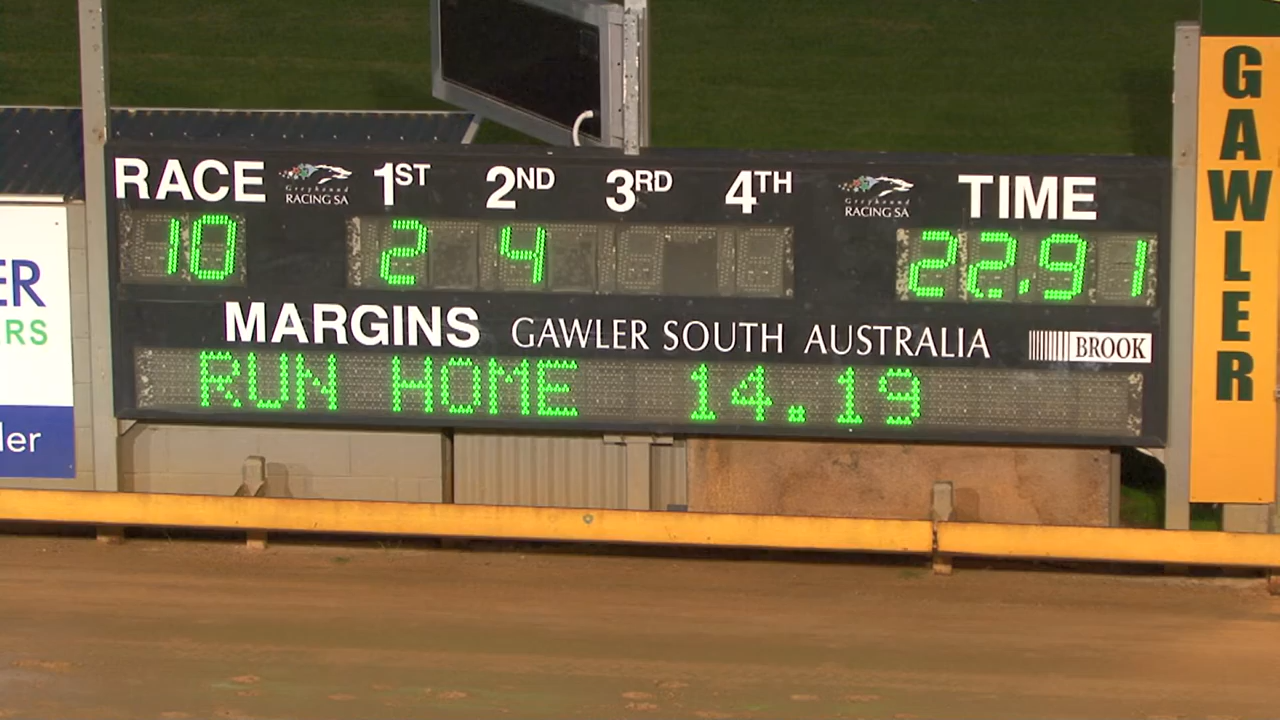 RACE
Greyhound
RACING SA
1ST 2ND 3RD 4TH
Greyhound
RACING SA
TIME
10 2 4 22.91
MARGINS GAWLER SOUTH AUSTRALIA BROOK
RUN HOME 14.19
GAWLER
ER
RS
ler